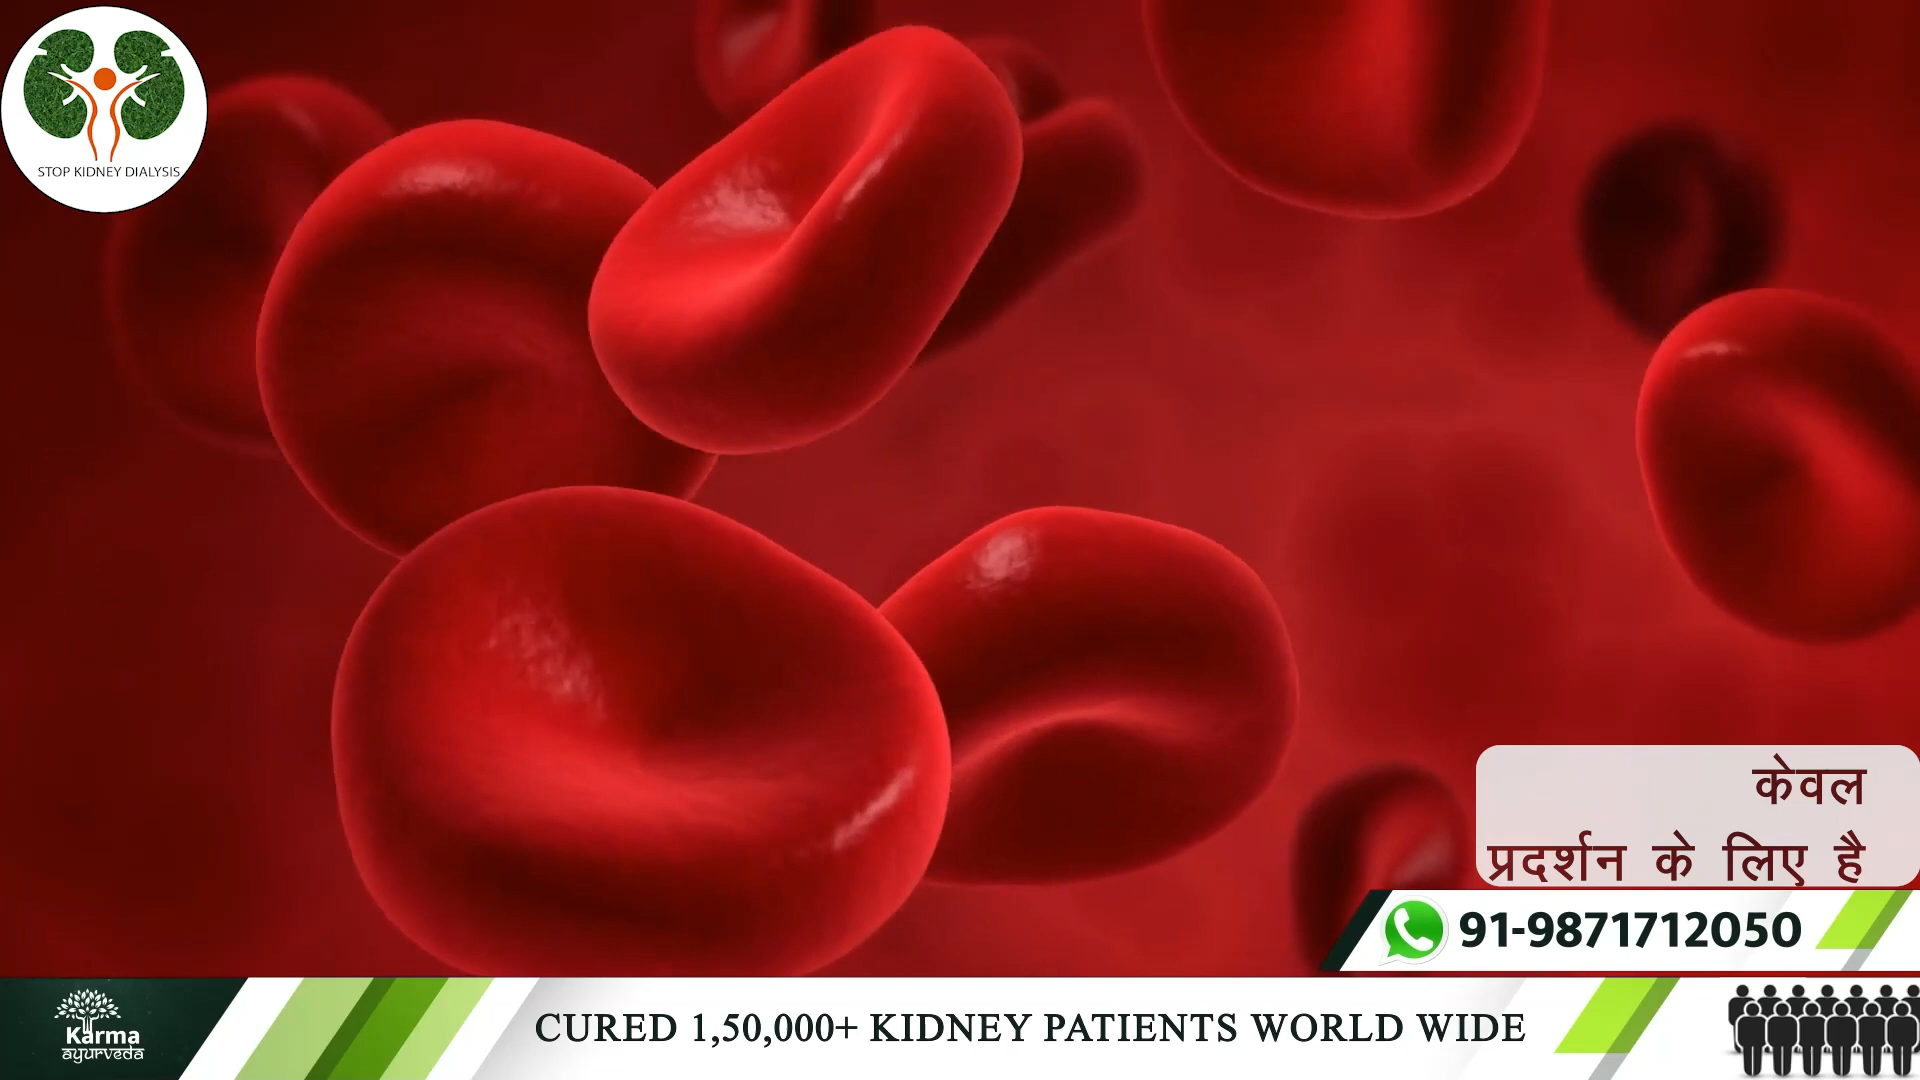 STOP KIDNEY DIALYSIS
केवल
प्रदर्शन के लिए है
91-9871712050
Karma
ayurveda
CURED 1,50,000+ KIDNEY PATIENTS WORLD WIDE